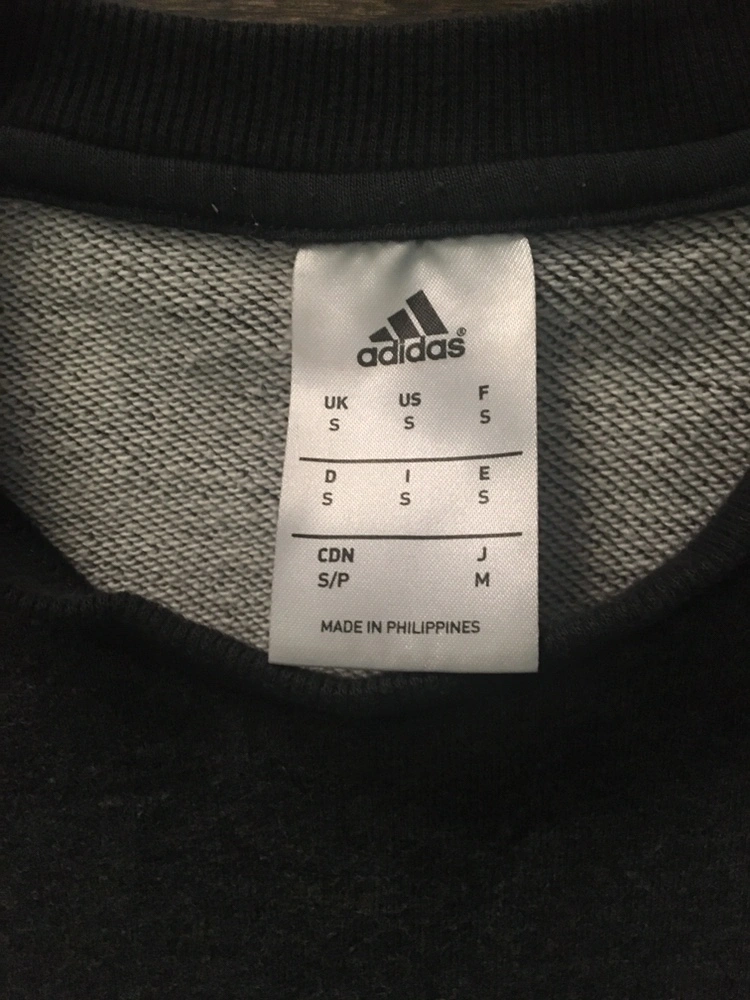 adidas®
UK US F
S S S
D I E
S S S
CDN J
S/P M
MADE IN PHILIPPINES